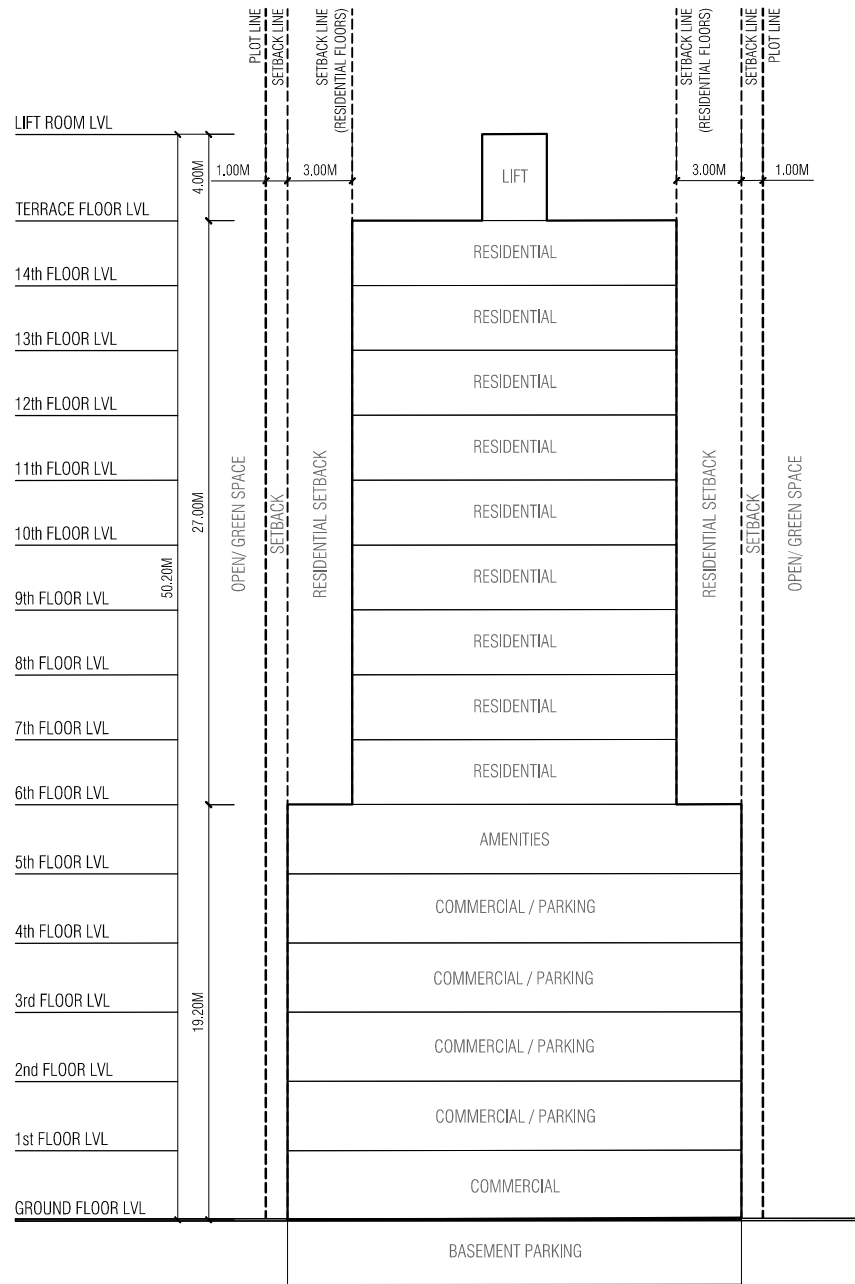 PLOT LINE
SETBACK LINE
SETBACK LINE
(RESIDENTIAL FLOORS)
SETBACK LINE
(RESIDENTIAL FLOORS)
SETBACK LINE
PLOT LINE
LIFT ROOM LVL
4.00M
1.00M
3.00M
LIFT
3.00M
1.00M
TERRACE FLOOR LVL
RESIDENTIAL
14th FLOOR LVL
RESIDENTIAL
13th FLOOR LVL
RESIDENTIAL
12th FLOOR LVL
RESIDENTIAL
11th FLOOR LVL
RESIDENTIAL
10th FLOOR LVL
RESIDENTIAL
9th FLOOR LVL
RESIDENTIAL
8th FLOOR LVL
RESIDENTIAL
7th FLOOR LVL
RESIDENTIAL
6th FLOOR LVL
50.20M
27.00M
OPEN/ GREEN SPACE
SETBACK
RESIDENTIAL SETBACK
RESIDENTIAL SETBACK
SETBACK
OPEN/ GREEN SPACE
AMENITIES
5th FLOOR LVL
COMMERCIAL / PARKING
4th FLOOR LVL
COMMERCIAL / PARKING
3rd FLOOR LVL
19.20M
COMMERCIAL / PARKING
2nd FLOOR LVL
COMMERCIAL / PARKING
1st FLOOR LVL
COMMERCIAL
GROUND FLOOR LVL
BASEMENT PARKING